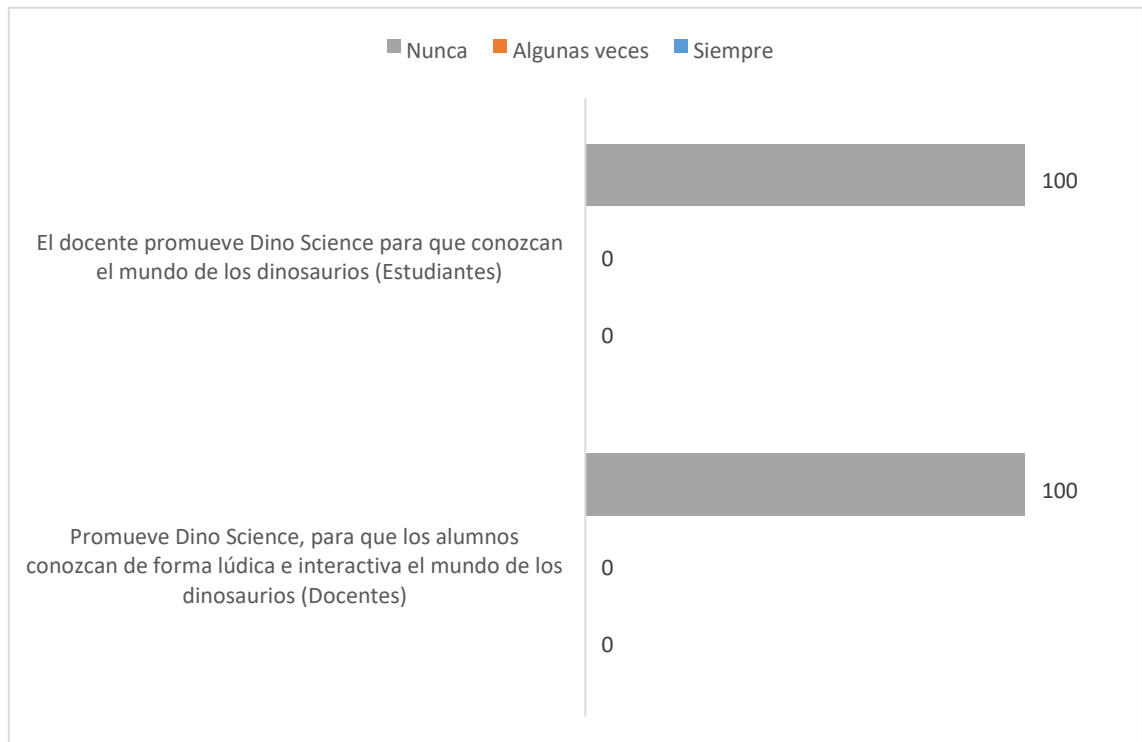 Nunca Algunas veces Siempre
100
El docente promueve Dino Science para que conozcan
el mundo de los dinosaurios (Estudiantes)
0
0
100
Promueve Dino Science, para que los alumnos
conozcan de forma lúdica e interactiva el mundo de los
dinosaurios (Docentes)
0
0